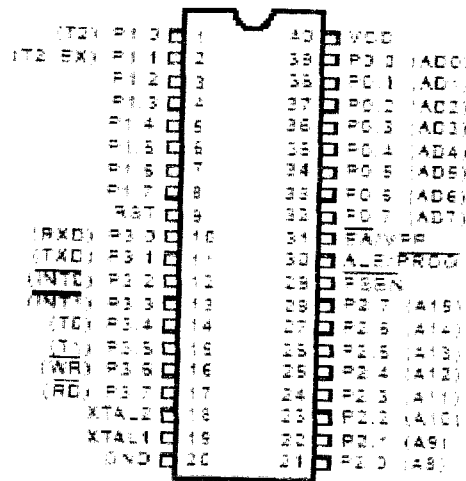 (T2) P1.0 1 40 VCC
(T2 EX) P1.1 2 39 P0.0 (AD0)
P1.2 3 38 P0.1 (AD1)
P1.3 4 37 P0.2 (AD2)
P1.4 5 36 P0.3 (AD3)
P1.5 6 35 P0.4 (AD4)
P1.6 7 34 P0.5 (AD5)
P1.7 8 33 P0.6 (AD6)
RST 9 32 P0.7 (AD7)
(RXD) P3.0 10 31 EA/VPP
(TXD) P3.1 11 30 ALE/PROG
(INT0) P3.2 12 29 PSEN
(INT1) P3.3 13 28 P2.7 (A15)
(T0) P3.4 14 27 P2.6 (A14)
(T1) P3.5 15 26 P2.5 (A13)
(WR) P3.6 16 25 P2.4 (A12)
(RD) P3.7 17 24 P2.3 (A11)
XTAL2 18 23 P2.2 (A10)
XTAL1 19 22 P2.1 (A9)
GND 20 21 P2.0 (A8)